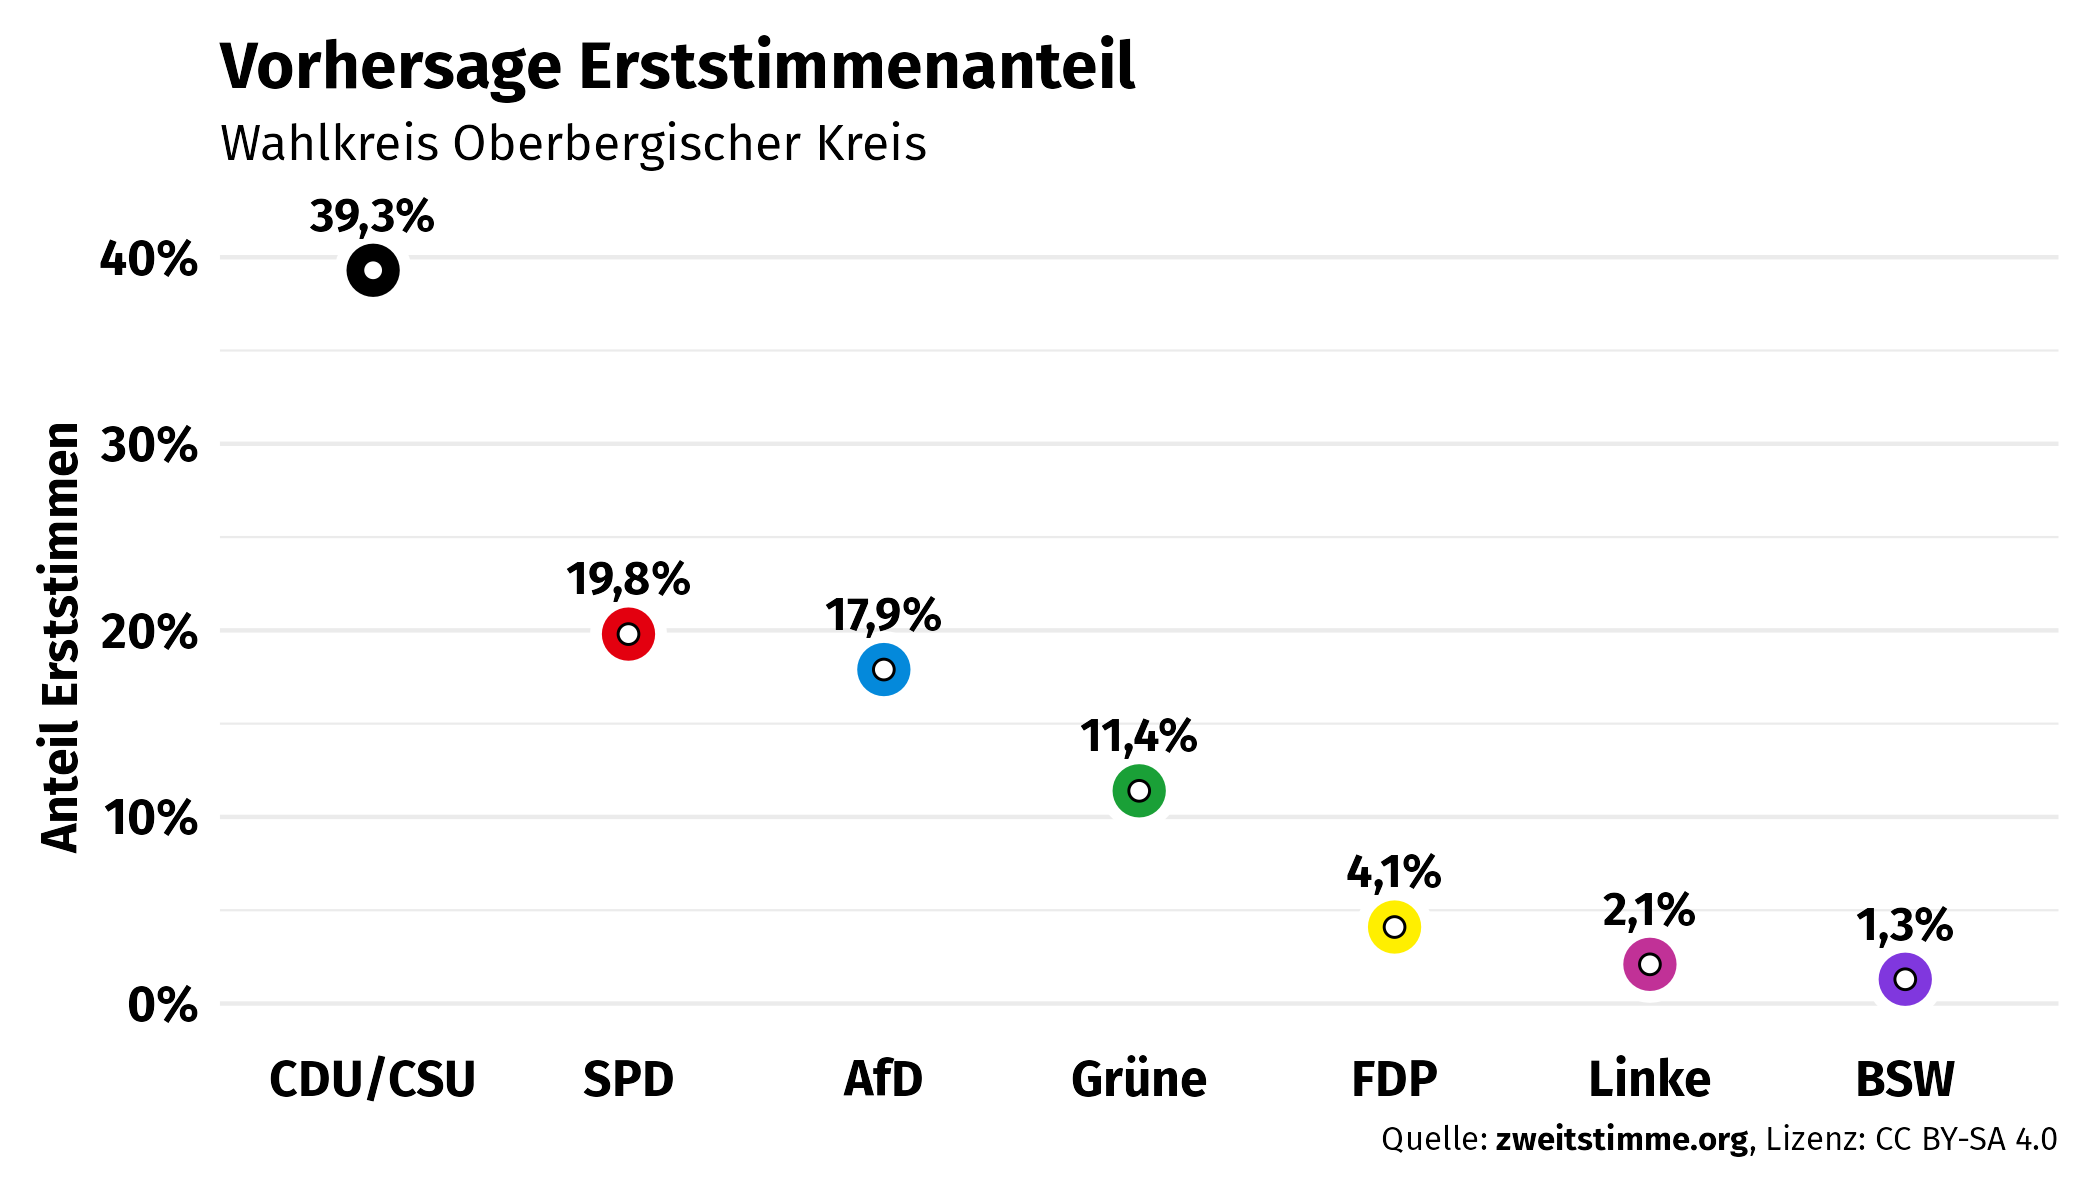 Vorhersage Erststimmenanteil
Wahlkreis Oberbergischer Kreis
39,3%
40%
30%
19,8%
17,9%
20%
11,4%
10%
4,1%
2,1%
1,3%
0%
Anteil Erststimmen
CDU/CSU SPD AfD Grüne FDP Linke BSW
Quelle: zweitstimme.org, Lizenz: CC BY-SA 4.0